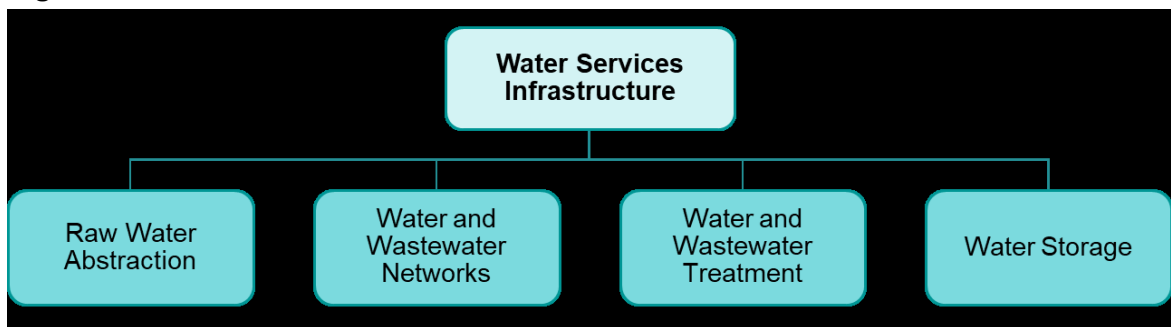 Water Services
Infrastructure
Raw Water
Abstraction
Water and
Wastewater
Networks
Water and
Wastewater
Treatment
Water Storage